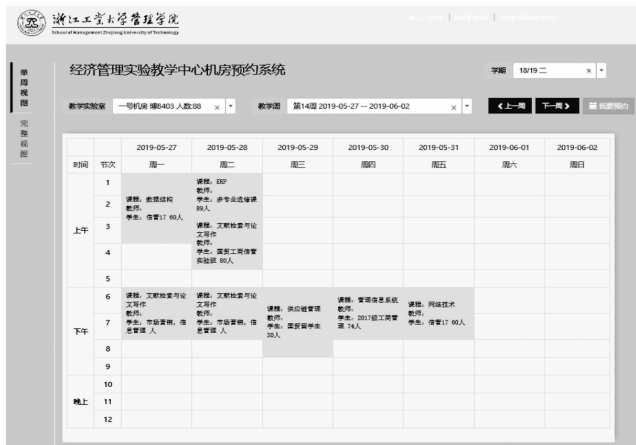 浙江工业大学管理学院
School of Management Zhejiang University of Technology
单周视图
完整视图
经济管理实验教学中心机房预约系统
学期 18/19 二
教学实验室 一号机房 博B403 人数:88
教学周 第14周 2019-05-27 -- 2019-06-02
上一周 下一周 我要预约
2019-05-27 2019-05-28 2019-05-29 2019-05-30 2019-05-31 2019-06-01 2019-06-02
时间 节次 周一 周二 周三 周四 周五 周六 周日
上午
1
2
3
4
5
课程：数据结构
教师：
学生：信管17 60人
课程：ERP
教师：
学生：多专业选修课
89人
课程：文献检索与论
文写作
教师：
学生：国贸工商信管
实验班 80人
下午
6
7
8
9
课程：文献检索与论
文写作
教师：
学生：市场营销，信
息管理 人
课程：文献检索与论
文写作
教师：
学生：市场营销，信
息管理 人
课程：供应链管理
教师：
学生：国贸留学生
30人
课程：管理信息系统
教师：
学生：2017级工商管
理 74人
课程：网络技术
教师：
学生：信管17 60人
晚上
10
11
12